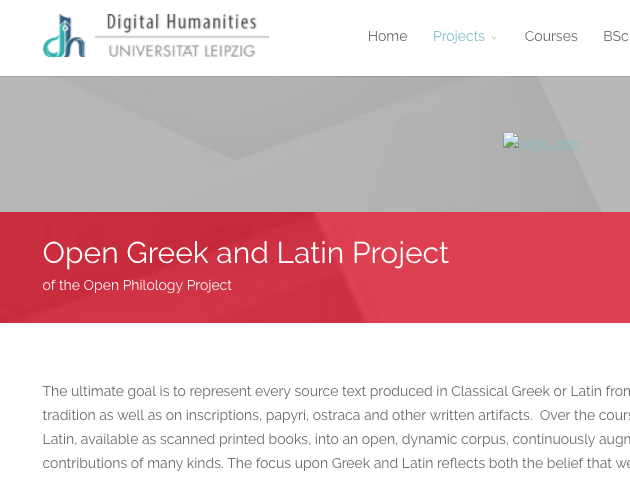 Digital Humanities
UNIVERSITÄT LEIPZIG
Home Projects Courses BSc
Open Greek and Latin Project
of the Open Philology Project
The ultimate goal is to represent every source text produced in Classical Greek or Latin from
tradition as well as on inscriptions, papyri, ostraca and other written artifacts. Over the cours
Latin, available as scanned printed books, into an open, dynamic corpus, continuously augm
contributions of many kinds. The focus upon Greek and Latin reflects both the belief that we